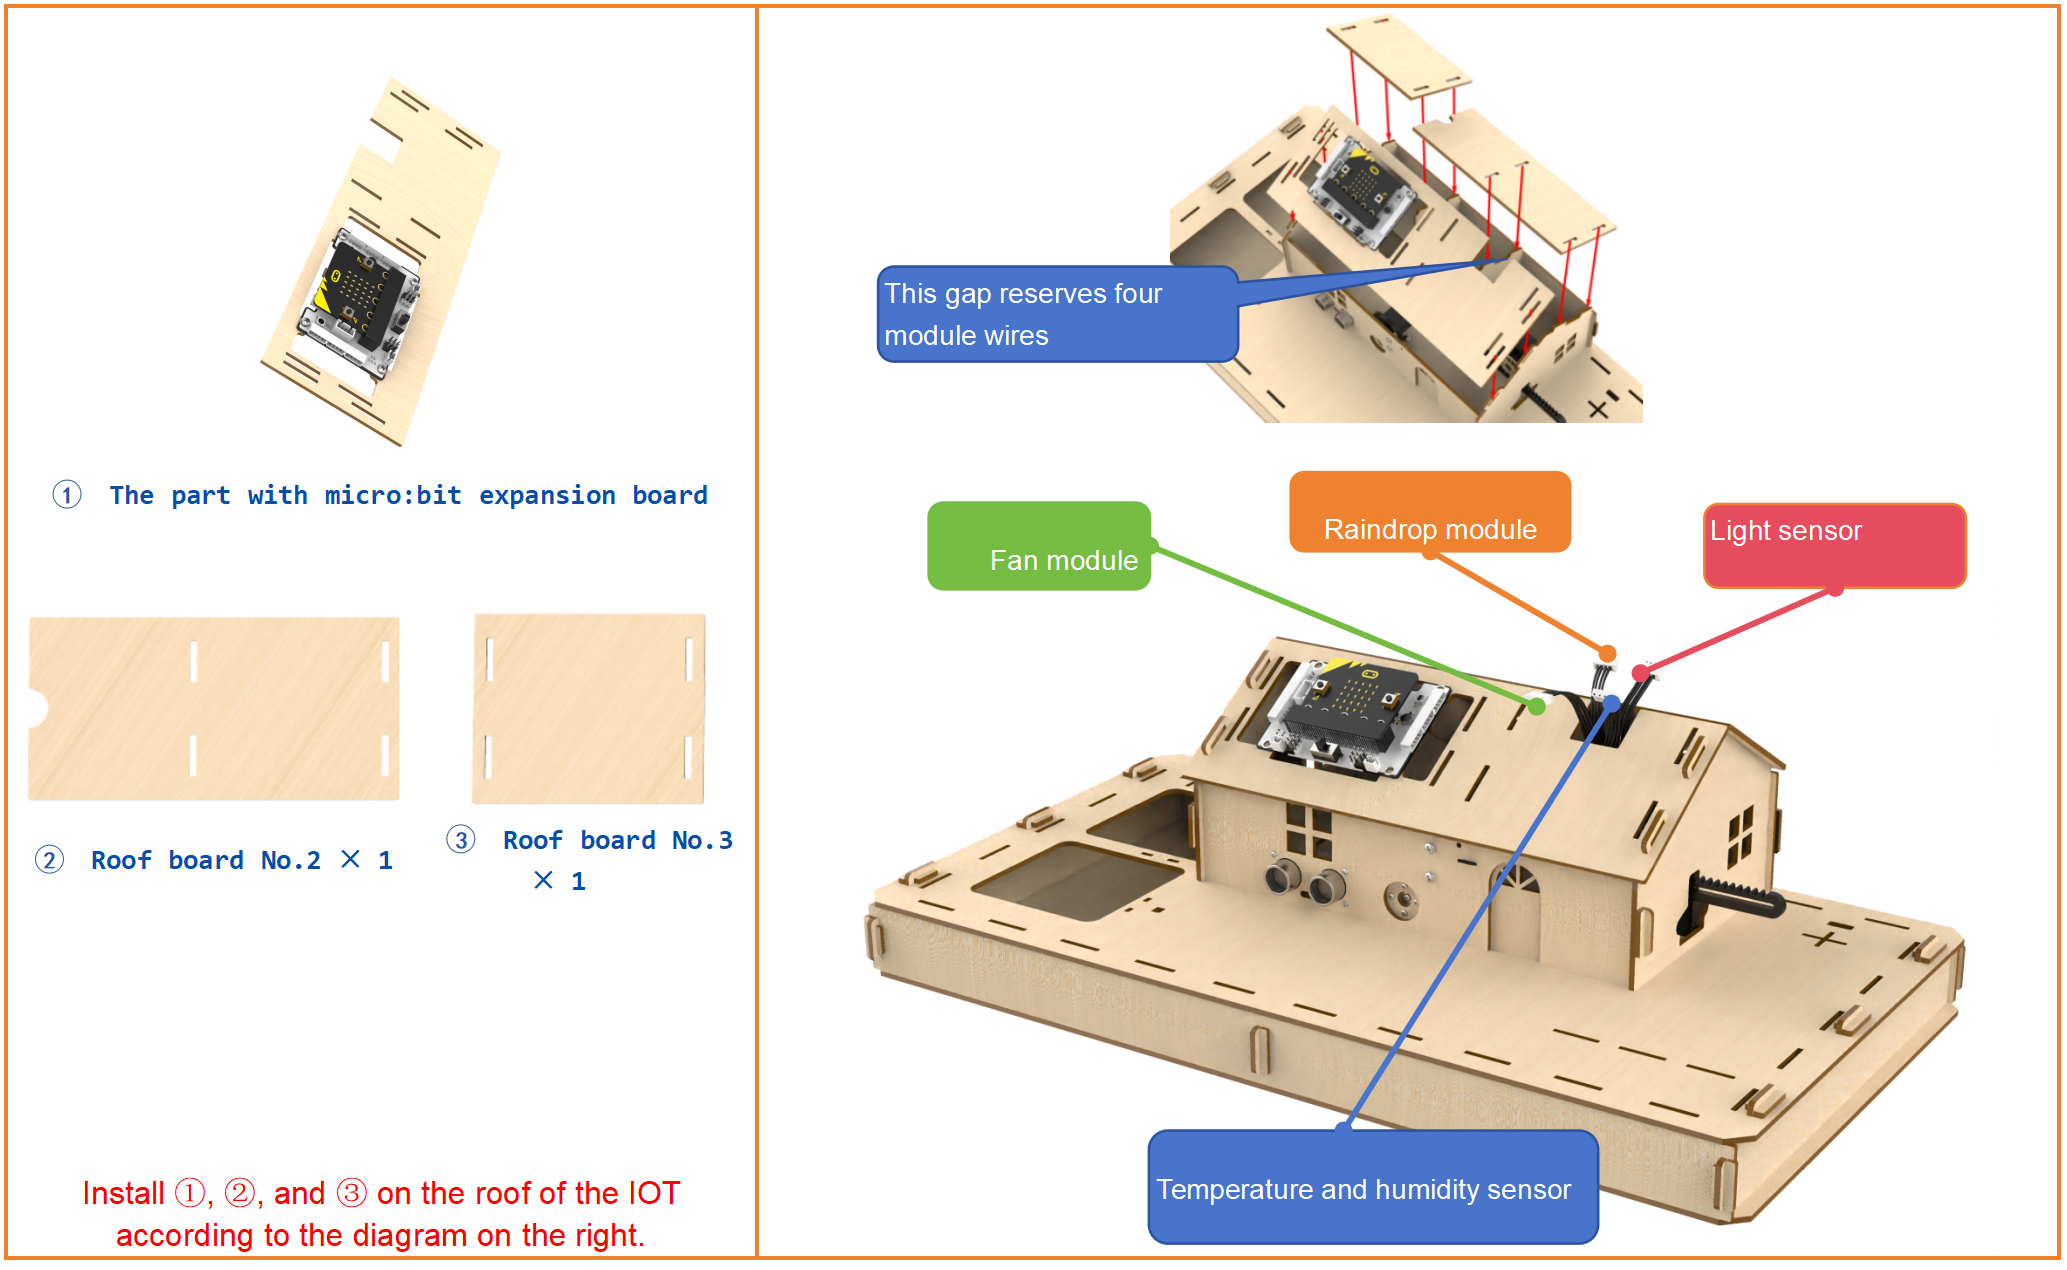 ① The part with micro:bit expansion board
② Roof board No.2 × 1
③ Roof board No.3
× 1
Install ①, ②, and ③ on the roof of the IOT
according to the diagram on the right.
This gap reserves four
module wires
Fan module
Raindrop module
Light sensor
Temperature and humidity sensor